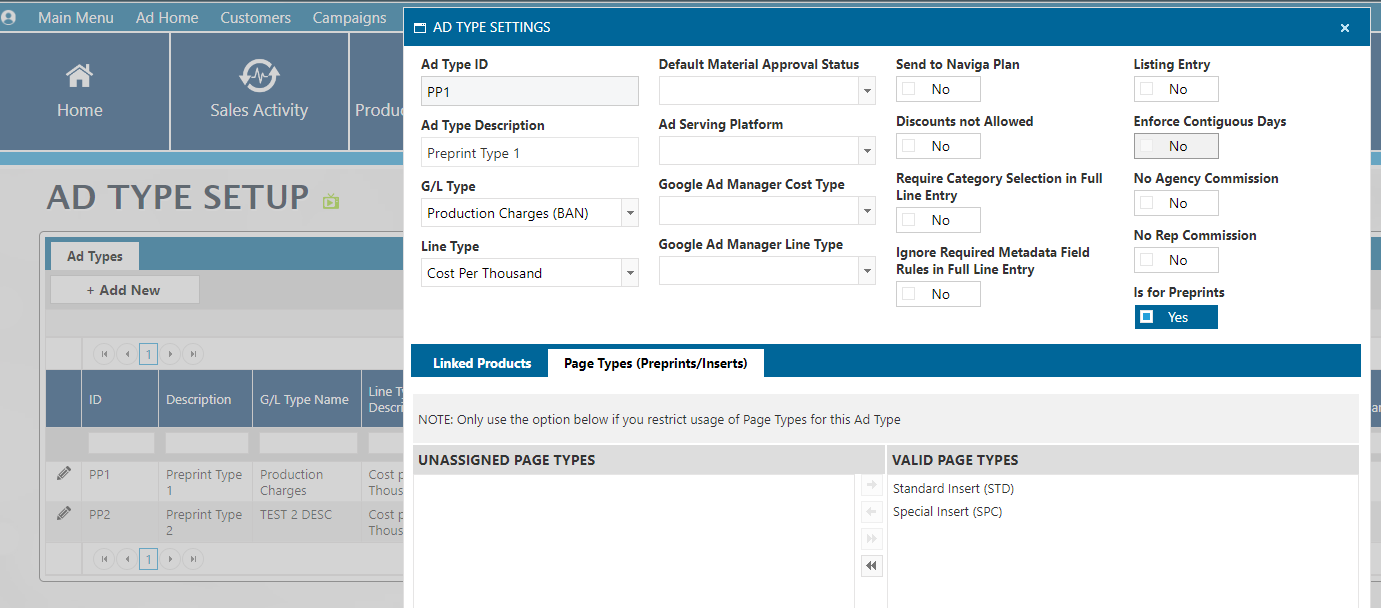 Main Menu Ad Home Customers Campaigns
Home
Sales Activity
AD TYPE SETUP
Ad Types
+ Add New
1
ID Description G/L Type Name
PP1 Preprint Type 1 Production Charges
PP2 Preprint Type 2 TEST 2 DESC
1
AD TYPE SETTINGS
Ad Type ID
PP1
Ad Type Description
Preprint Type 1
G/L Type
Production Charges (BAN)
Line Type
Cost Per Thousand
Default Material Approval Status
Ad Serving Platform
Google Ad Manager Cost Type
Google Ad Manager Line Type
Send to Naviga Plan
No
Discounts not Allowed
No
Require Category Selection in Full
Line Entry
No
Ignore Required Metadata Field
Rules in Full Line Entry
No
Listing Entry
No
Enforce Contiguous Days
No
No Agency Commission
No
No Rep Commission
No
Is for Preprints
Yes
Linked Products Page Types (Preprints/Inserts)
NOTE: Only use the option below if you restrict usage of Page Types for this Ad Type
UNASSIGNED PAGE TYPES
VALID PAGE TYPES
Standard Insert (STD)
Special Insert (SPC)